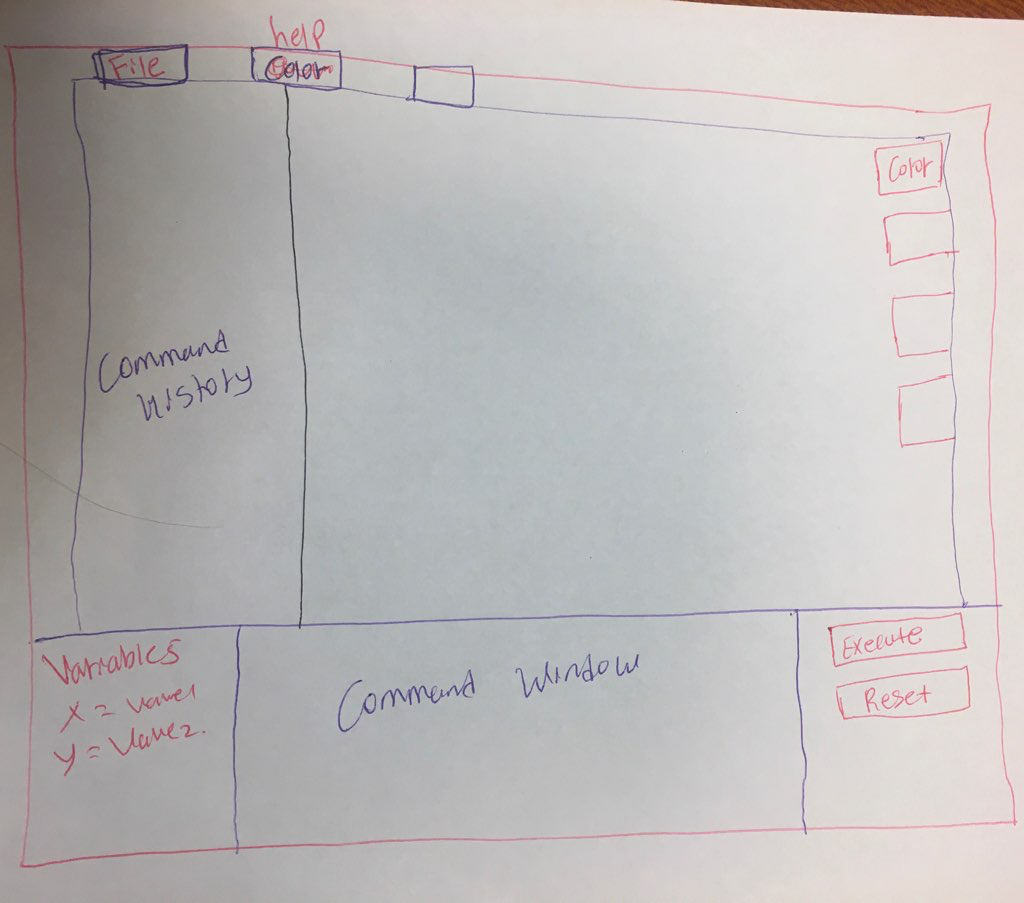 help
File
Color
Color
Command
History
Variables
X = value1
Y = Value2.
Command Window
Execute
Reset